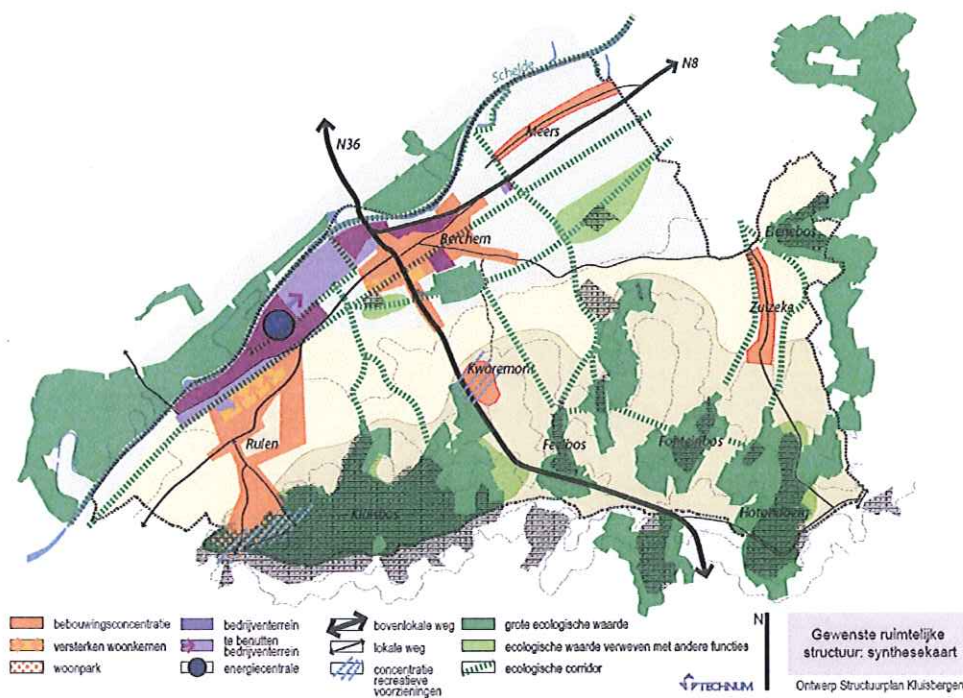 Schelde
N8
Meers
N36
Berchem
Elenebos
Zulzeke
Kwaremont
Rulen
Feelbos
Fonteinbos
Kluisbos
Hotondberg
bebouwingsconcentratie
versterken woonkernen
woonpark
bedrijventerrein
te benutten
bedrijventerrein
energiecentrale
bovenlokale weg
lokale weg
concentratie
recreatieve
voorzieningen
grote ecologische waarde
ecologische waarde verweven met andere functies
ecologische corridor
N
TECHNUM
Gewenste ruimtelijke
structuur: synthesekaart
Ontwerp Structuurplan Kluisbergen